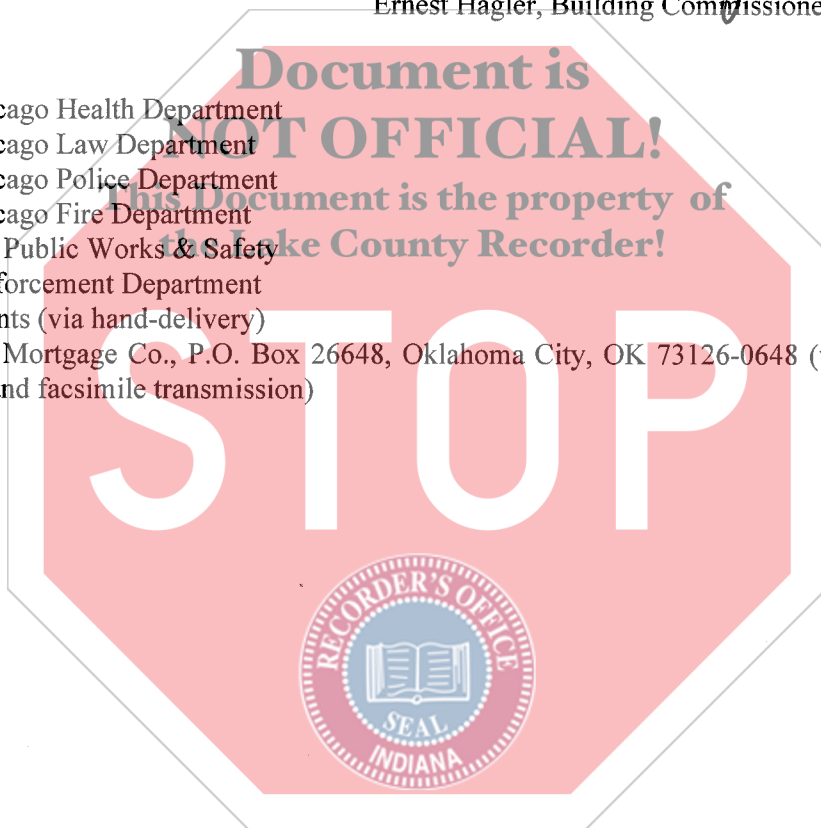 Ernest Hagler, Building Commissione
Document is
cago Health Department
NOT OFFICIAL!
cago Law Department
cago Police Department
This Document is the property of
cago Fire Department
the Lake County Recorder!
Public Works & Safety
forcement Department
nts (via hand-delivery)
Mortgage Co., P.O. Box 26648, Oklahoma City, OK 73126-0648 (
nd facsimile transmission)
STOP
RECORDER'S OFFICE
SEAL
INDIANA